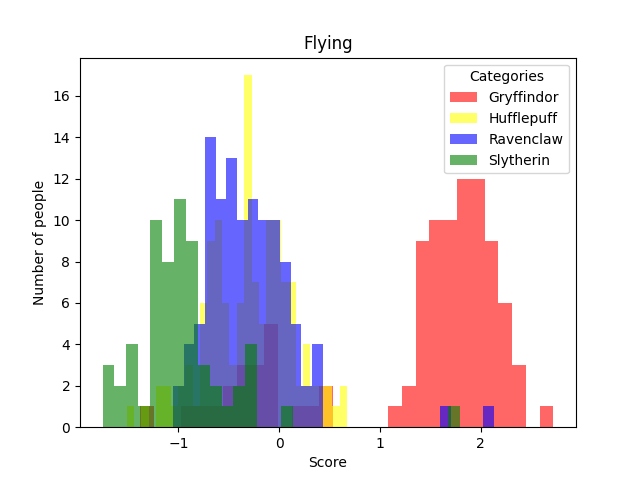 Flying
Categories
Gryffindor
Hufflepuff
Ravenclaw
Slytherin
Number of people
16
14
12
10
8
6
4
2
0
−1 0 1 2
Score